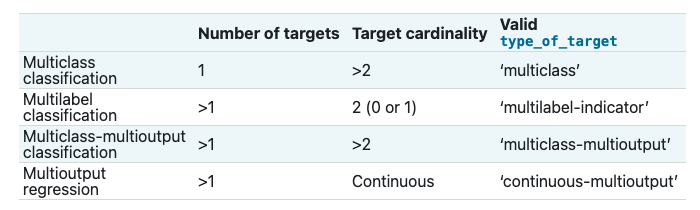 Number of targets Target cardinality Valid
type_of_target
Multiclass
classification 1 >2 ‘multiclass’
Multilabel
classification >1 2 (0 or 1) ‘multilabel-indicator’
Multiclass-multioutput
classification >1 >2 ‘multiclass-multioutput’
Multioutput
regression >1 Continuous ‘continuous-multioutput’